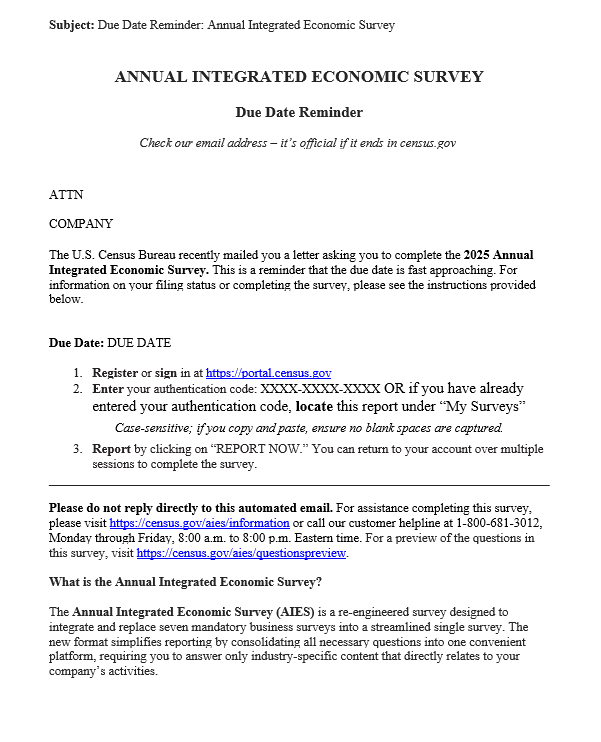 Subject: Due Date Reminder: Annual Integrated Economic Survey
ANNUAL INTEGRATED ECONOMIC SURVEY
Due Date Reminder
Check our email address – it's official if it ends in census.gov
ATTN
COMPANY
The U.S. Census Bureau recently mailed you a letter asking you to complete the 2025 Annual
Integrated Economic Survey. This is a reminder that the due date is fast approaching. For
information on your filing status or completing the survey, please see the instructions provided
below.
Due Date: DUE DATE
1. Register or sign in at https://portal.census.gov
2. Enter your authentication code: XXXX-XXXX-XXXX OR if you have already
entered your authentication code, locate this report under “My Surveys”
Case-sensitive; if you copy and paste, ensure no blank spaces are captured.
3. Report by clicking on “REPORT NOW.” You can return to your account over multiple
sessions to complete the survey.
Please do not reply directly to this automated email. For assistance completing this survey,
please visit https://census.gov/aies/information or call our customer helpline at 1-800-681-3012,
Monday through Friday, 8:00 a.m. to 8:00 p.m. Eastern time. For a preview of the questions in
this survey, visit https://census.gov/aies/questionspreview.
What is the Annual Integrated Economic Survey?
The Annual Integrated Economic Survey (AIES) is a re-engineered survey designed to
integrate and replace seven mandatory business surveys into a streamlined single survey. The
new format simplifies reporting by consolidating all necessary questions into one convenient
platform, requiring you to answer only industry-specific content that directly relates to your
company’s activities.